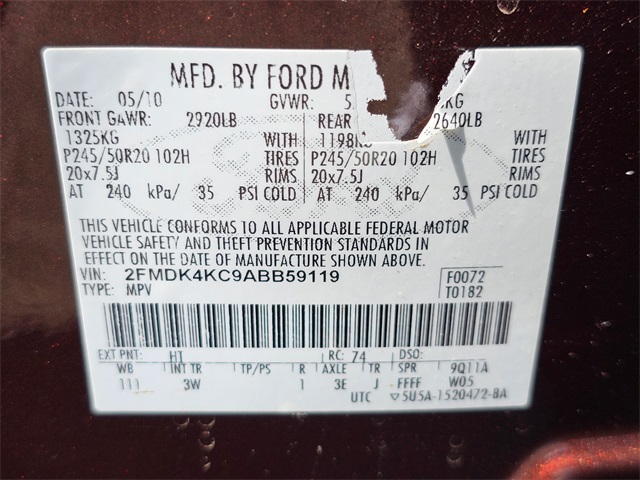 MFD. BY FORD M
DATE: 05/10 GVWR: 5 KG
FRONT GAWR: 2920LB REAR 2640LB
1325KG WITH 1198KG WITH
P245/50R20 102H TIRES P245/50R20 102H TIRES
20x7.5J RIMS 20x7.5J RIMS
AT 240 kPa/ 35 PSI COLD AT 240 kPa/ 35 PSI COLD
THIS VEHICLE CONFORMS TO ALL APPLICABLE FEDERAL MOTOR
VEHICLE SAFETY AND THEFT PREVENTION STANDARDS IN
EFFECT ON THE DATE OF MANUFACTURE SHOWN ABOVE.
VIN: 2FMDK4KC9ABB59119 F0072
TYPE: MPV T0182
EXT PNT: HT RC: 74 DSO:
WB INT TR TP/PS R AXLE TR SPR 9Q11A
111 3W 1 3E J FFFF W05
UTC ▽5U5A-1520472-BA